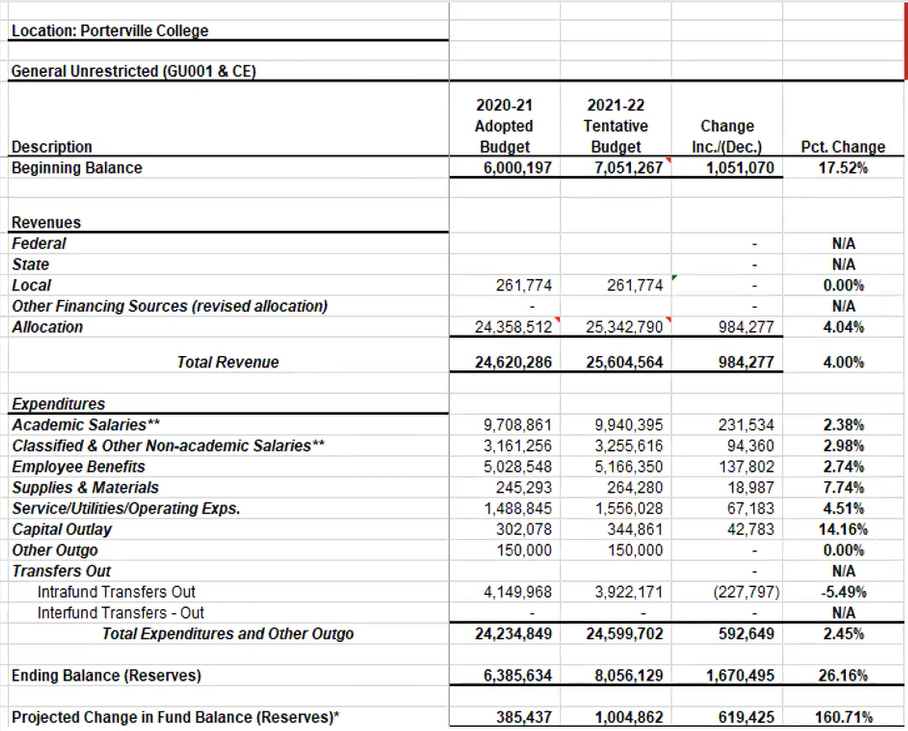 Location: Porterville College
General Unrestricted (GU001 & CE)
2020-21 2021-22
Adopted Tentative Change
Description Budget Budget Inc./(Dec.) Pct. Change
Beginning Balance 6,000,197 7,051,267 1,051,070 17.52%
Revenues
Federal - N/A
State - N/A
Local 261,774 261,774 - 0.00%
Other Financing Sources (revised allocation) - - N/A
Allocation 24,358,512 25,342,790 984,277 4.04%
Total Revenue 24,620,286 25,604,564 984,277 4.00%
Expenditures
Academic Salaries** 9,708,861 9,940,395 231,534 2.38%
Classified & Other Non-academic Salaries** 3,161,256 3,255,616 94,360 2.98%
Employee Benefits 5,028,548 5,166,350 137,802 2.74%
Supplies & Materials 245,293 264,280 18,987 7.74%
Service/Utilities/Operating Exps. 1,488,845 1,556,028 67,183 4.51%
Capital Outlay 302,078 344,861 42,783 14.16%
Other Outgo 150,000 150,000 - 0.00%
Transfers Out - N/A
Intrafund Transfers Out 4,149,968 3,922,171 (227,797) -5.49%
Interfund Transfers - Out - - - N/A
Total Expenditures and Other Outgo 24,234,849 24,599,702 592,649 2.45%
Ending Balance (Reserves) 6,385,634 8,056,129 1,670,495 26.16%
Projected Change in Fund Balance (Reserves)* 385,437 1,004,862 619,425 160.71%